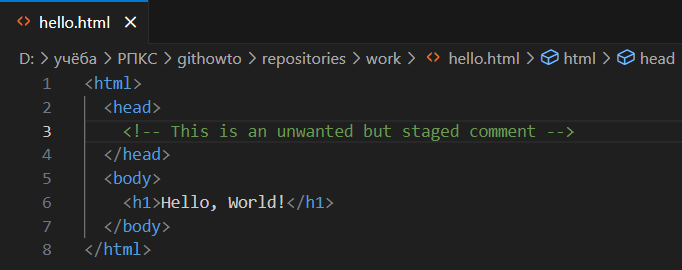 hello.html
D: > учёба > РПКС > githowto > repositories > work > hello.html > html > head
1 <html>
2 <head>
3 <!-- This is an unwanted but staged comment -->
4 </head>
5 <body>
6 <h1>Hello, World!</h1>
7 </body>
8 </html>